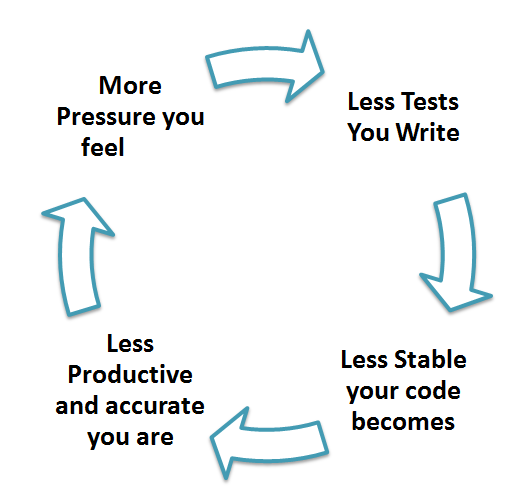 More
Pressure you
feel
Less Tests
You Write
Less Stable
your code
becomes
Less
Productive
and accurate
you are